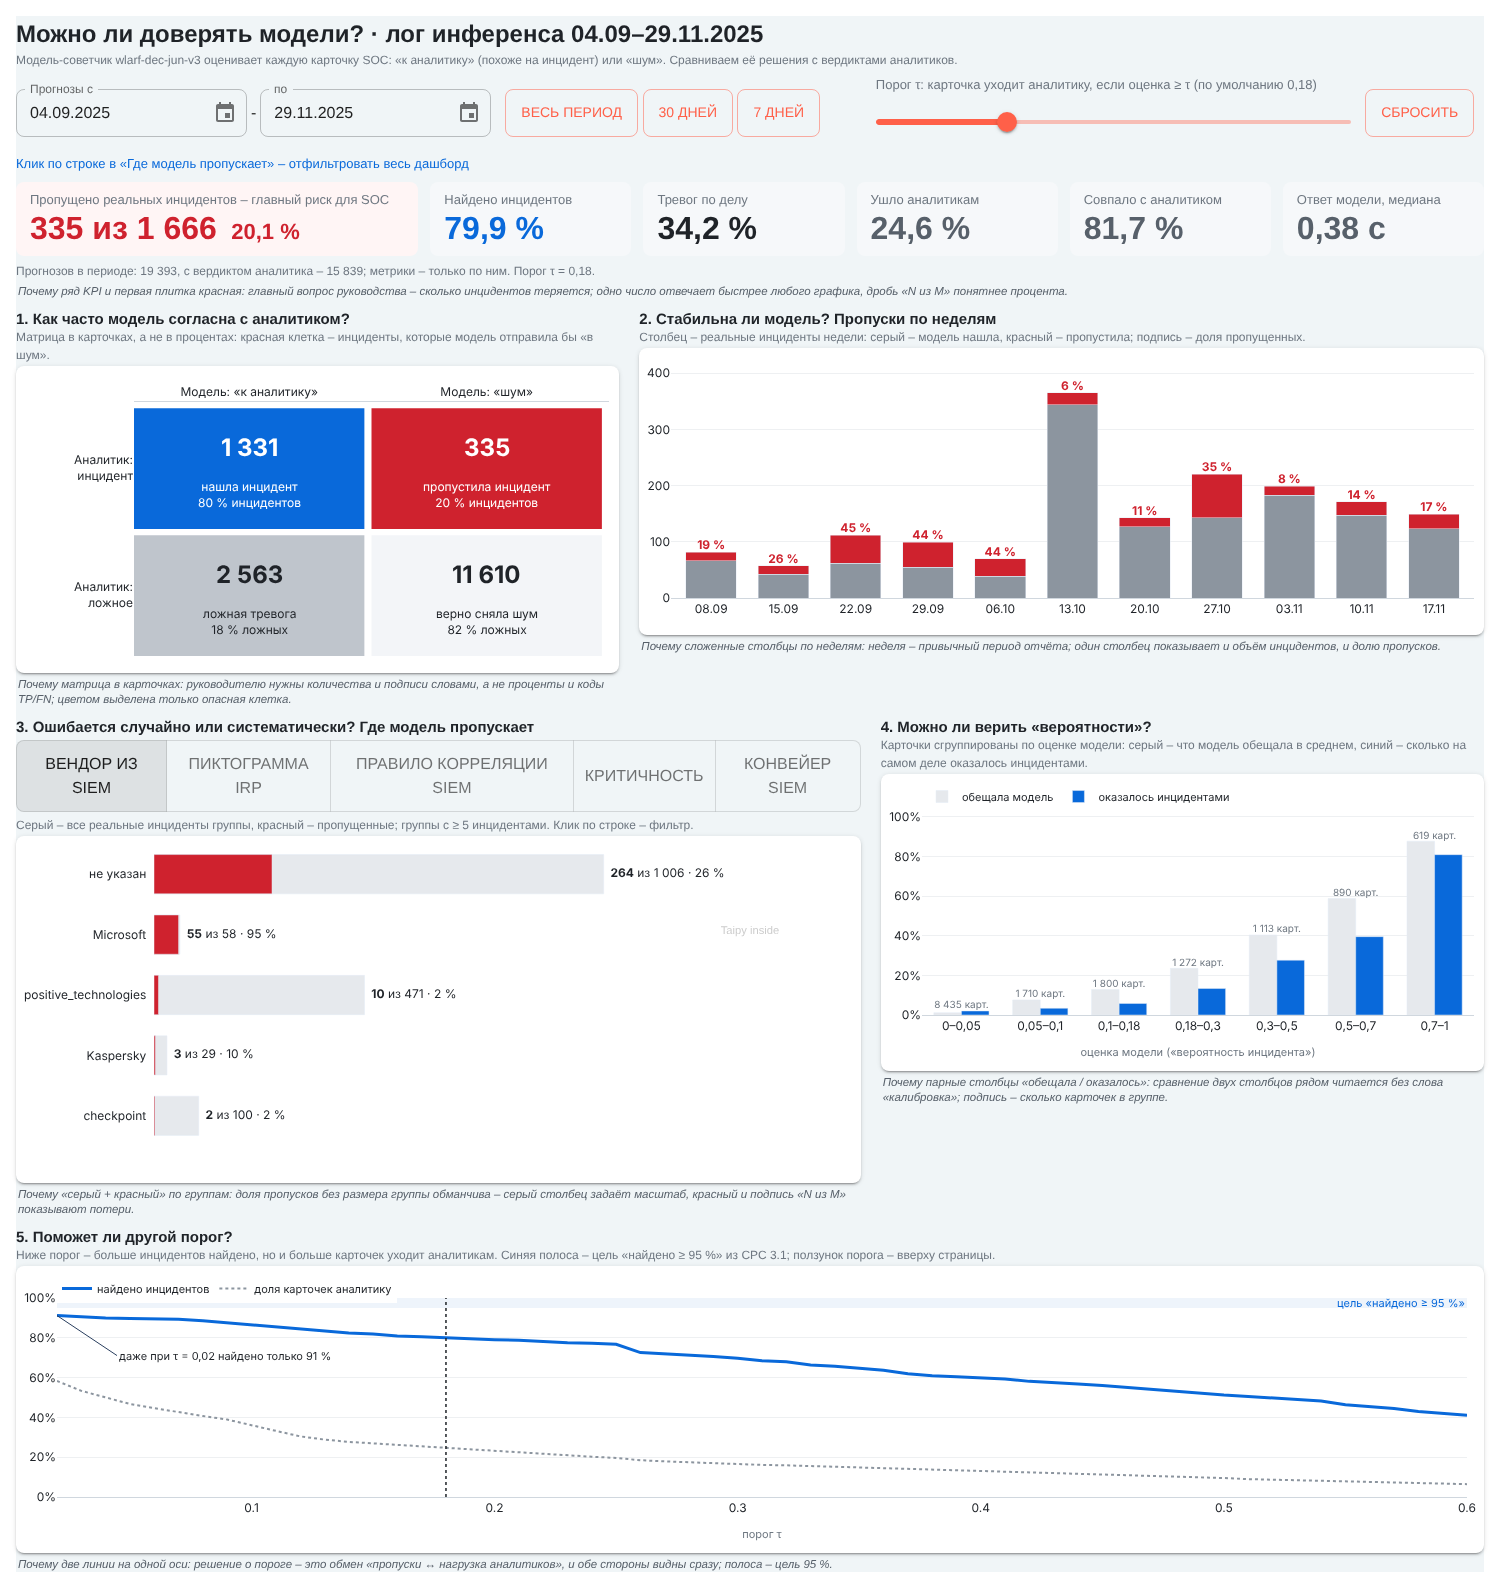 Можно ли доверять модели? · лог инференса 04.09–29.11.2025
Модель-советчик wlarf-dec-jun-v3 оценивает каждую карточку SOC: «к аналитику» (похоже на инцидент) или «шум». Сравниваем её решения с вердиктами аналитиков.
Прогнозы с
04.09.2025
-
по
29.11.2025
ВЕСЬ ПЕРИОД
30 ДНЕЙ
7 ДНЕЙ
Порог τ: карточка уходит аналитику, если оценка ≥ τ (по умолчанию 0,18)
СБРОСИТЬ
Клик по строке в «Где модель пропускает» – отфильтровать весь дашборд
Пропущено реальных инцидентов – главный риск для SOC
335 из 1 666 20,1 %
Найдено инцидентов
79,9 %
Тревог по делу
34,2 %
Ушло аналитикам
24,6 %
Совпало с аналитиком
81,7 %
Ответ модели, медиана
0,38 с
Прогнозов в периоде: 19 393, с вердиктом аналитика – 15 839; метрики – только по ним. Порог τ = 0,18.
Почему ряд KPI и первая плитка красная: главный вопрос руководства – сколько инцидентов теряется; одно число отвечает быстрее любого графика, дробь «N из M» понятнее процента.
1. Как часто модель согласна с аналитиком?
Матрица в карточках, а не в процентах: красная клетка – инциденты, которые модель отправила бы «в
шум».
Модель: «к аналитику»
Модель: «шум»
Аналитик:
инцидент
1 331
нашла инцидент
80 % инцидентов
335
пропустила инцидент
20 % инцидентов
Аналитик:
ложное
2 563
ложная тревога
18 % ложных
11 610
верно сняла шум
82 % ложных
Почему матрица в карточках: руководителю нужны количества и подписи словами, а не проценты и коды
TP/FN; цветом выделена только опасная клетка.
2. Стабильна ли модель? Пропуски по неделям
Столбец – реальные инциденты недели: серый – модель нашла, красный – пропустила; подпись – доля пропущенных.
400
300
200
100
0
19 %
26 %
45 %
44 %
44 %
6 %
11 %
35 %
8 %
14 %
17 %
08.09
15.09
22.09
29.09
06.10
13.10
20.10
27.10
03.11
10.11
17.11
Почему сложенные столбцы по неделям: неделя – привычный период отчёта; один столбец показывает и объём инцидентов, и долю пропусков.
3. Ошибается случайно или систематически? Где модель пропускает
ВЕНДОР ИЗ
SIEM
ПИКТОГРАММА
IRP
ПРАВИЛО КОРРЕЛЯЦИИ
SIEM
КРИТИЧНОСТЬ
КОНВЕЙЕР
SIEM
Серый – все реальные инциденты группы, красный – пропущенные; группы с ≥ 5 инцидентами. Клик по строке – фильтр.
не указан
264 из 1 006 · 26 %
Microsoft
55 из 58 · 95 %
Taipy inside
positive_technologies
10 из 471 · 2 %
Kaspersky
3 из 29 · 10 %
checkpoint
2 из 100 · 2 %
Почему «серый + красный» по группам: доля пропусков без размера группы обманчива – серый столбец задаёт масштаб, красный и подпись «N из M»
показывают потери.
4. Можно ли верить «вероятности»?
Карточки сгруппированы по оценке модели: серый – что модель обещала в среднем, синий – сколько на
самом деле оказалось инцидентами.
обещала модель
оказалось инцидентами
100%
80%
60%
40%
20%
0%
8 435 карт.
1 710 карт.
1 800 карт.
1 272 карт.
1 113 карт.
890 карт.
619 карт.
0–0,05
0,05–0,1
0,1–0,18
0,18–0,3
0,3–0,5
0,5–0,7
0,7–1
оценка модели («вероятность инцидента»)
Почему парные столбцы «обещала / оказалось»: сравнение двух столбцов рядом читается без слова
«калибровка»; подпись – сколько карточек в группе.
5. Поможет ли другой порог?
Ниже порог – больше инцидентов найдено, но и больше карточек уходит аналитикам. Синяя полоса – цель «найдено ≥ 95 %» из СРС 3.1; ползунок порога – вверху страницы.
найдено инцидентов
доля карточек аналитику
цель «найдено ≥ 95 %»
100%
80%
60%
40%
20%
0%
даже при τ = 0,02 найдено только 91 %
0.1
0.2
0.3
0.4
0.5
0.6
порог τ
Почему две линии на одной оси: решение о пороге – это обмен «пропуски ↔ нагрузка аналитиков», и обе стороны видны сразу; полоса – цель 95 %.